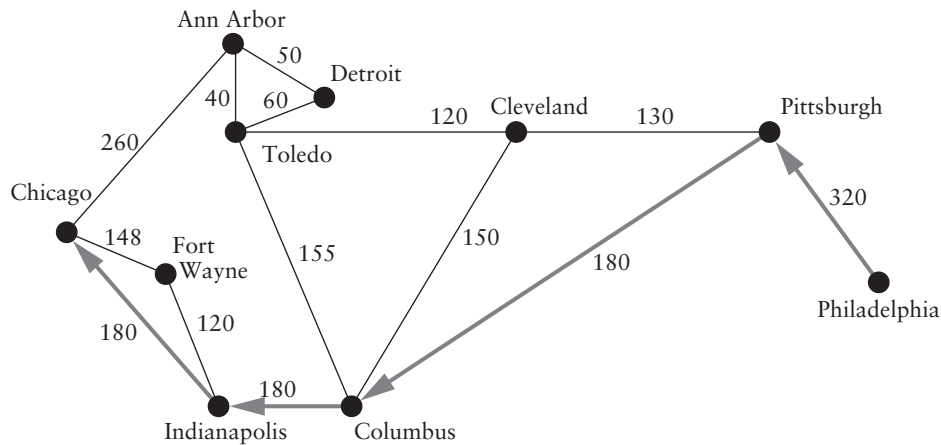 Ann Arbor
50
Detroit
40
60
Cleveland
Pittsburgh
120
130
Toledo
260
Chicago
320
148
Fort
Wayne
155
150
180
Philadelphia
180
120
180
Indianapolis
Columbus